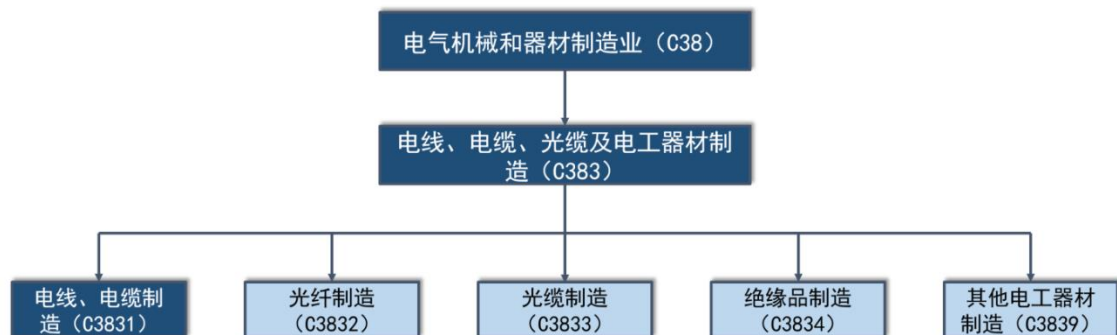 电气机械和器材制造业（C38）
电线、电缆、光缆及电工器材制
造（C383）
电线、电缆制
造（C3831）
光纤制造
（C3832）
光缆制造
（C3833）
绝缘品制造
（C3834）
其他电工器材
制造（C3839）